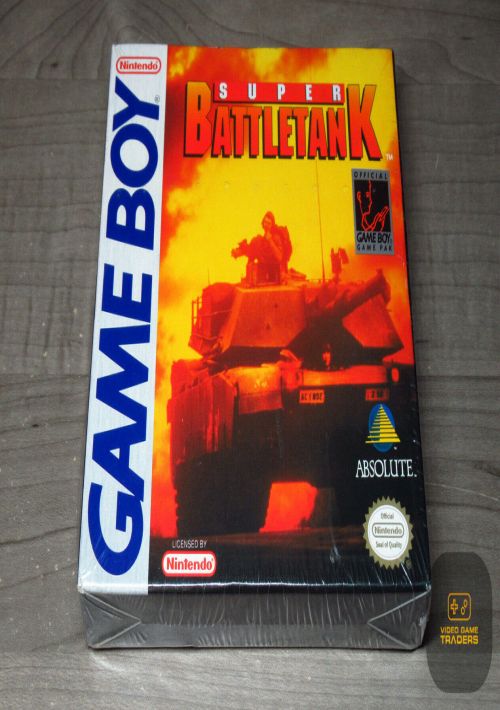 Nintendo
GAME BOY
SUPER
BATTLETANK
TM
OFFICIAL
GAME BOY
GAME PAK
ABSOLUTE
Official
Nintendo
Seal of Quality
LICENSED BY
Nintendo
VIDEO GAME
TRADERS